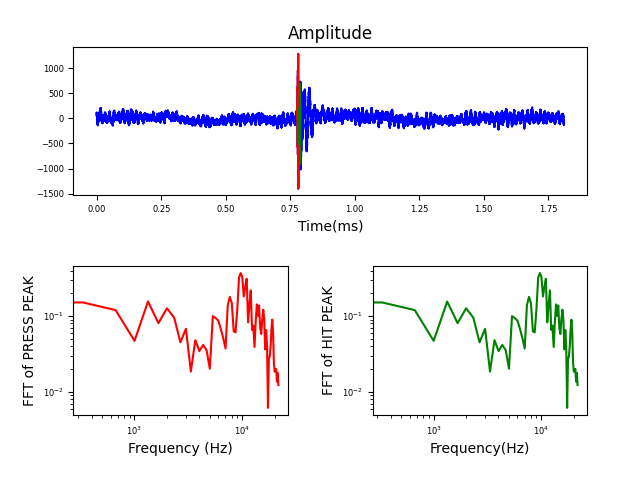 Amplitude
1000
500
0
−500
−1000
−1500
0.00 0.25 0.50 0.75 1.00 1.25 1.50 1.75
Time(ms)
FFT of PRESS PEAK
10⁻¹
10⁻²
10³ 10⁴
Frequency (Hz)
FFT of HIT PEAK
10⁻¹
10⁻²
10³ 10⁴
Frequency(Hz)